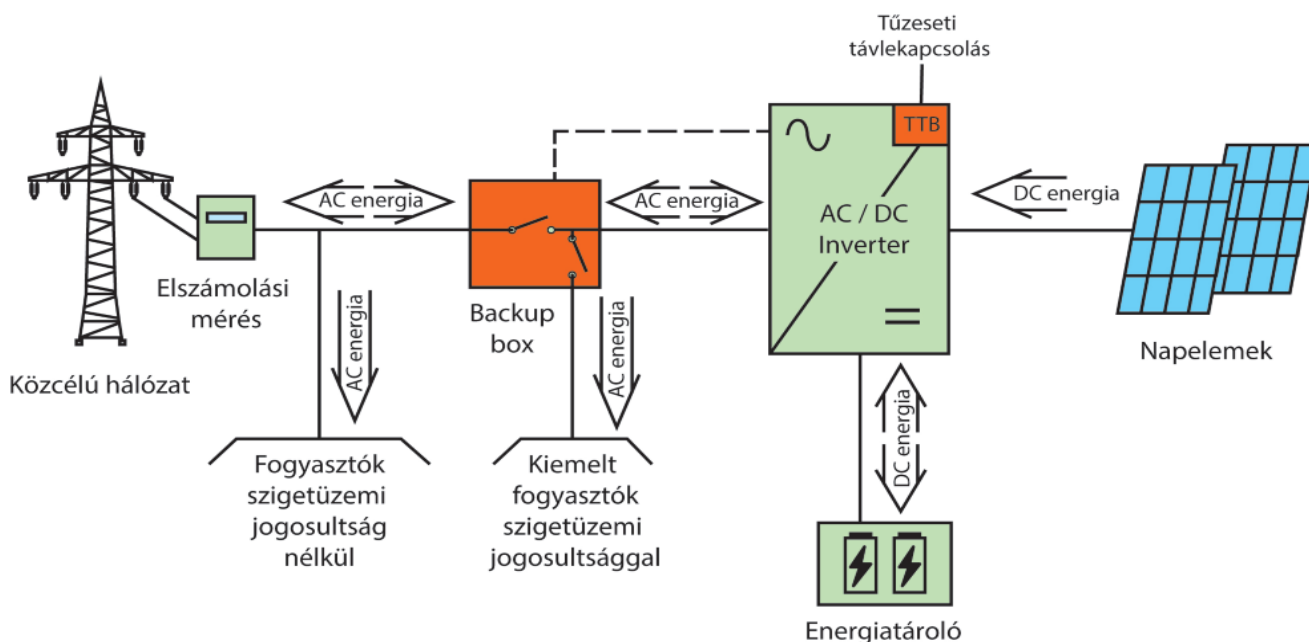 Tűzeseti
távlekapcsolás
TTB
AC energia
AC energia
DC energia
AC / DC
Inverter
Elszámolási
mérés
Backup
box
AC energia
AC energia
Napelemek
Közcélú hálózat
DC energia
Fogyasztók
szigetüzemi
jogosultság
nélkül
Kiemelt
fogyasztók
szigetüzemi
jogosultsággal
Energiatároló